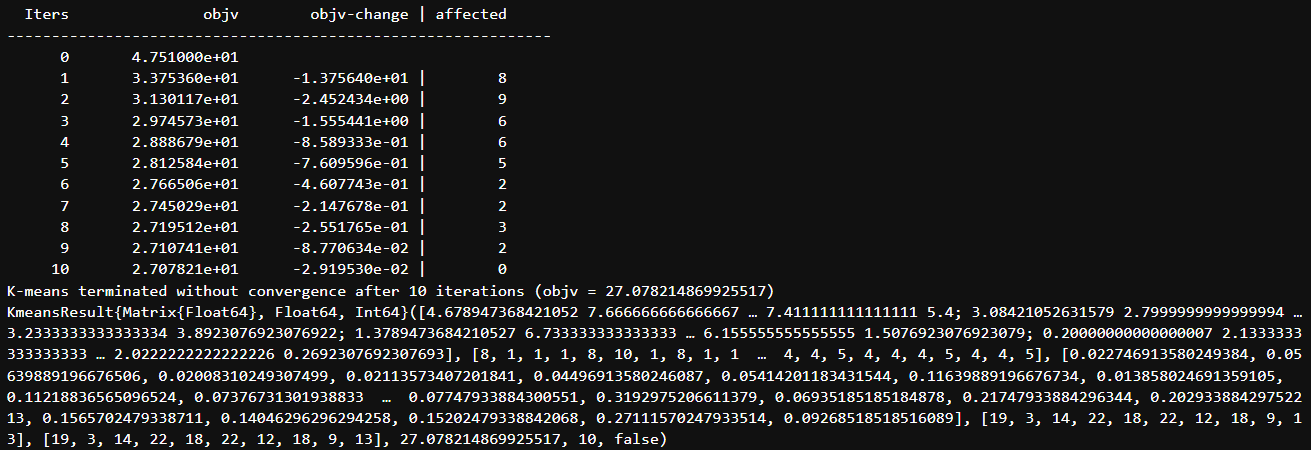 Iters objv objv-change | affected
-------------------------------------------------------------
0 4.751000e+01
1 3.375360e+01 -1.375640e+01 | 8
2 3.130117e+01 -2.452434e+00 | 9
3 2.974573e+01 -1.555441e+00 | 6
4 2.888679e+01 -8.589333e-01 | 6
5 2.812584e+01 -7.609596e-01 | 5
6 2.766506e+01 -4.607743e-01 | 2
7 2.745029e+01 -2.147678e-01 | 2
8 2.719512e+01 -2.551765e-01 | 3
9 2.710741e+01 -8.770634e-02 | 2
10 2.707821e+01 -2.919530e-02 | 0
K-means terminated without convergence after 10 iterations (objv = 27.078214869925517)
KmeansResult{Matrix{Float64}, Float64, Int64}([4.678947368421052 7.666666666666667 … 7.411111111111111 5.4; 3.08421052631579 2.7999999999999994 …
3.2333333333333334 3.8923076923076922; 1.3789473684210527 6.733333333333333 … 6.155555555555555 1.5076923076923079; 0.20000000000000007 2.1333333
333333333 … 2.0222222222222226 0.2692307692307693], [8, 1, 1, 1, 8, 10, 1, 8, 1, 1 … 4, 4, 5, 4, 4, 4, 5, 4, 4, 5], [0.022746913580249384, 0.05
639889196676506, 0.02008310249307499, 0.02113573407201841, 0.04496913580246087, 0.05414201183431544, 0.11639889196676734, 0.013858024691359105,
0.11218836565096524, 0.07376731301938833 … 0.07747933884300551, 0.3192975206611379, 0.06935185185184878, 0.21747933884296344, 0.202933884297522
13, 0.1565702479338711, 0.14046296296294258, 0.15202479338842068, 0.27111570247933514, 0.09268518518516089], [19, 3, 14, 22, 18, 22, 12, 18, 9, 1
3], [19, 3, 14, 22, 18, 22, 12, 18, 9, 13], 27.078214869925517, 10, false)